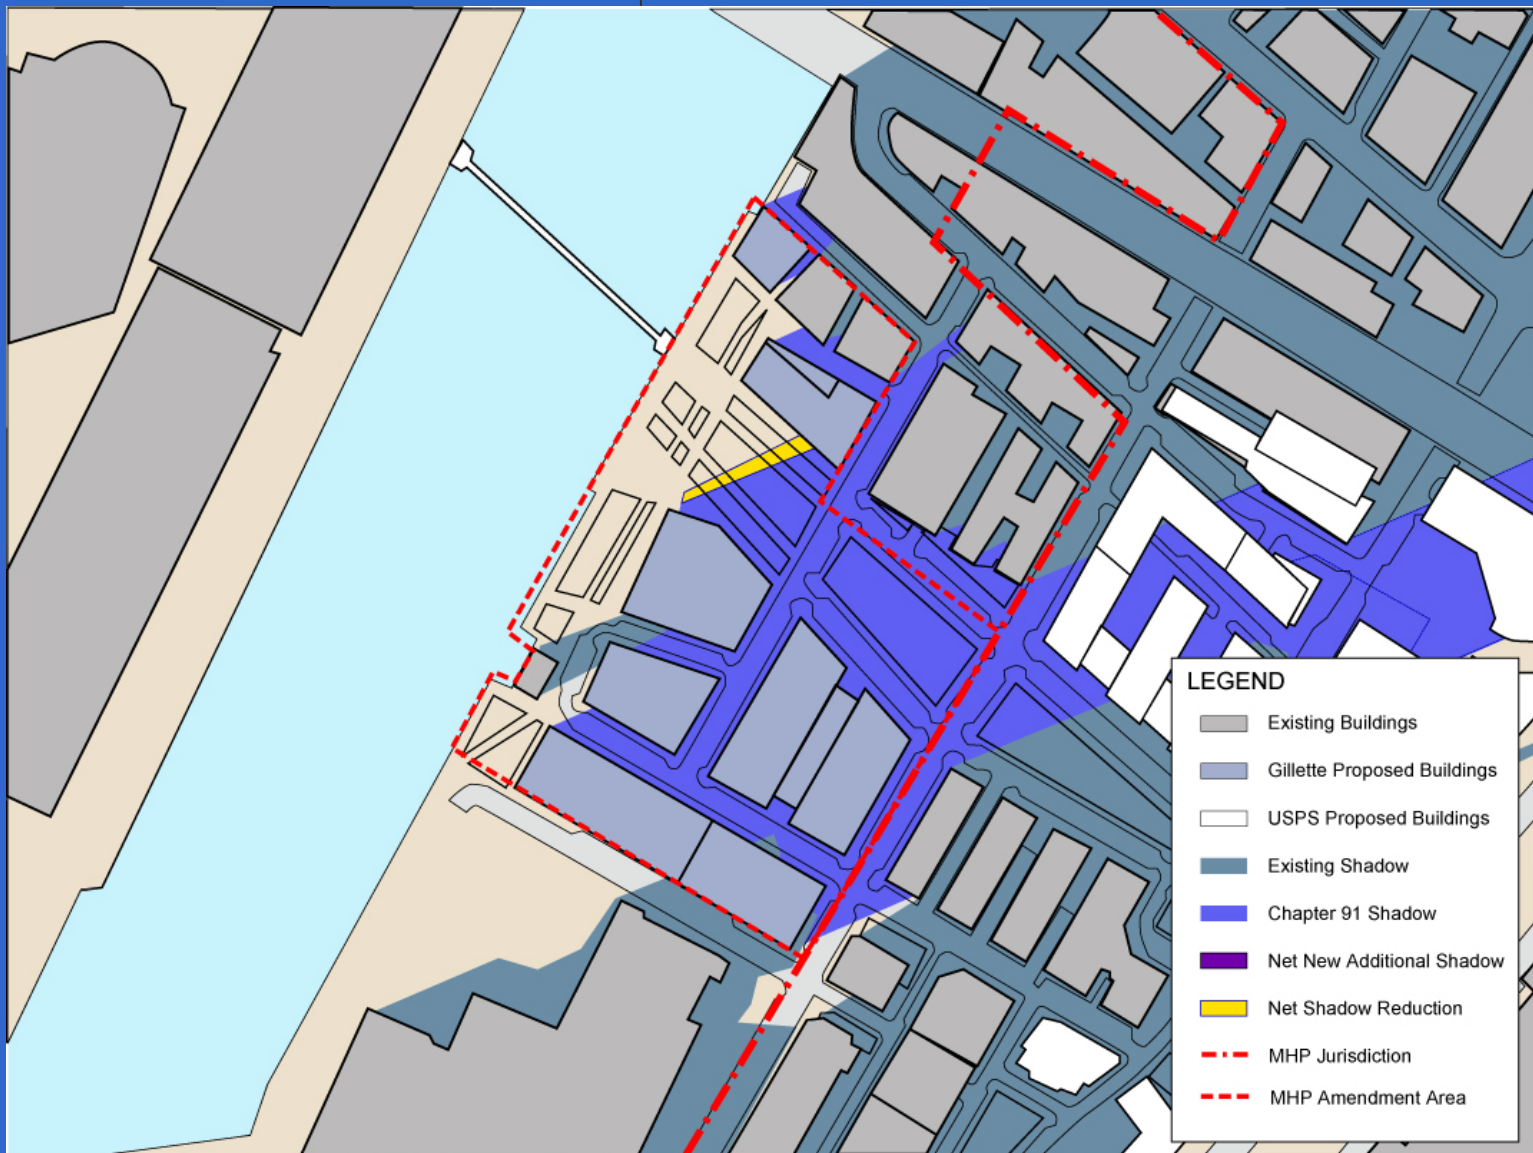 LEGEND
Existing Buildings
Gillette Proposed Buildings
USPS Proposed Buildings
Existing Shadow
Chapter 91 Shadow
Net New Additional Shadow
Net Shadow Reduction
MHP Jurisdiction
MHP Amendment Area